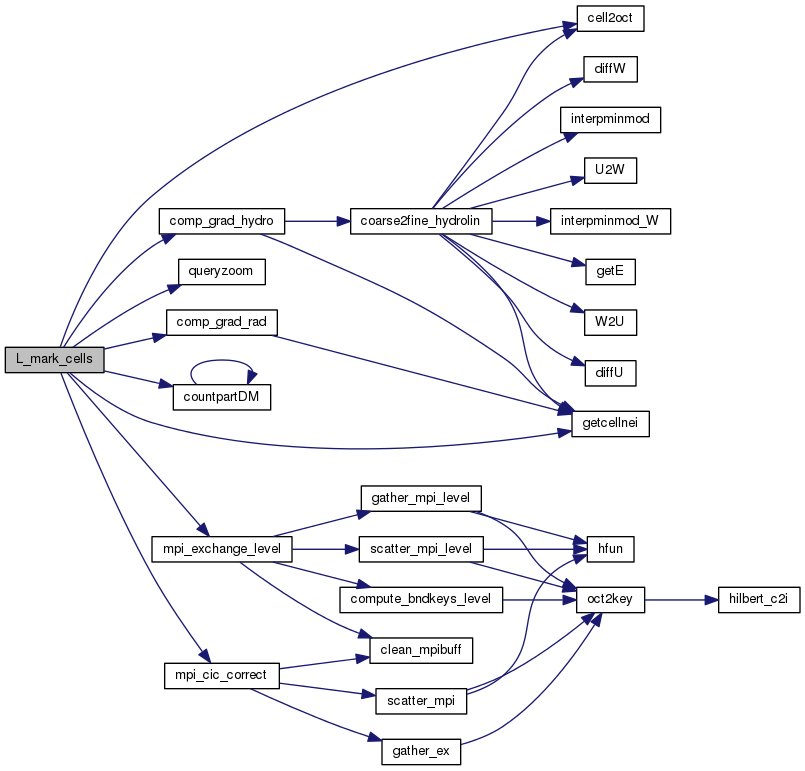 cell2oct
diffW
interpminmod
U2W
comp_grad_hydro
coarse2fine_hydrolin
interpminmod_W
queryzoom
getE
comp_grad_rad
W2U
L_mark_cells
diffU
countpartDM
getcellnei
gather_mpi_level
mpi_exchange_level
scatter_mpi_level
hfun
compute_bndkeys_level
oct2key
hilbert_c2i
clean_mpibuff
mpi_cic_correct
scatter_mpi
gather_ex